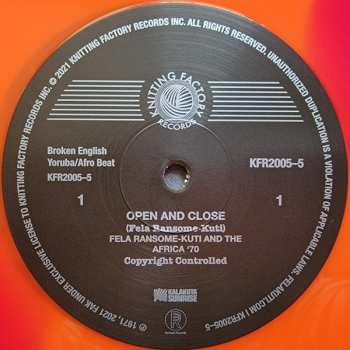 ℗ 1971, 2021 FAK UNDER EXCLUSIVE LICENSE TO KNITTING FACTORY RECORDS INC. © 2021 KNITTING FACTORY RECORDS INC. ALL RIGHTS RESERVED. UNAUTHORIZED DUPLICATION IS A VIOLATION OF APPLICABLE LAWS. FELAKUTI.COM | KFR2005-5
KNITTING FACTORY
RECORDS
Broken English
Yoruba/Afro Beat
KFR2005-5
KFR2005-5
1
1
OPEN AND CLOSE
(Fela Ransome-Kuti)
FELA RANSOME-KUTI AND THE
AFRICA '70
Copyright Controlled
KALAKUTA
SUNRISE